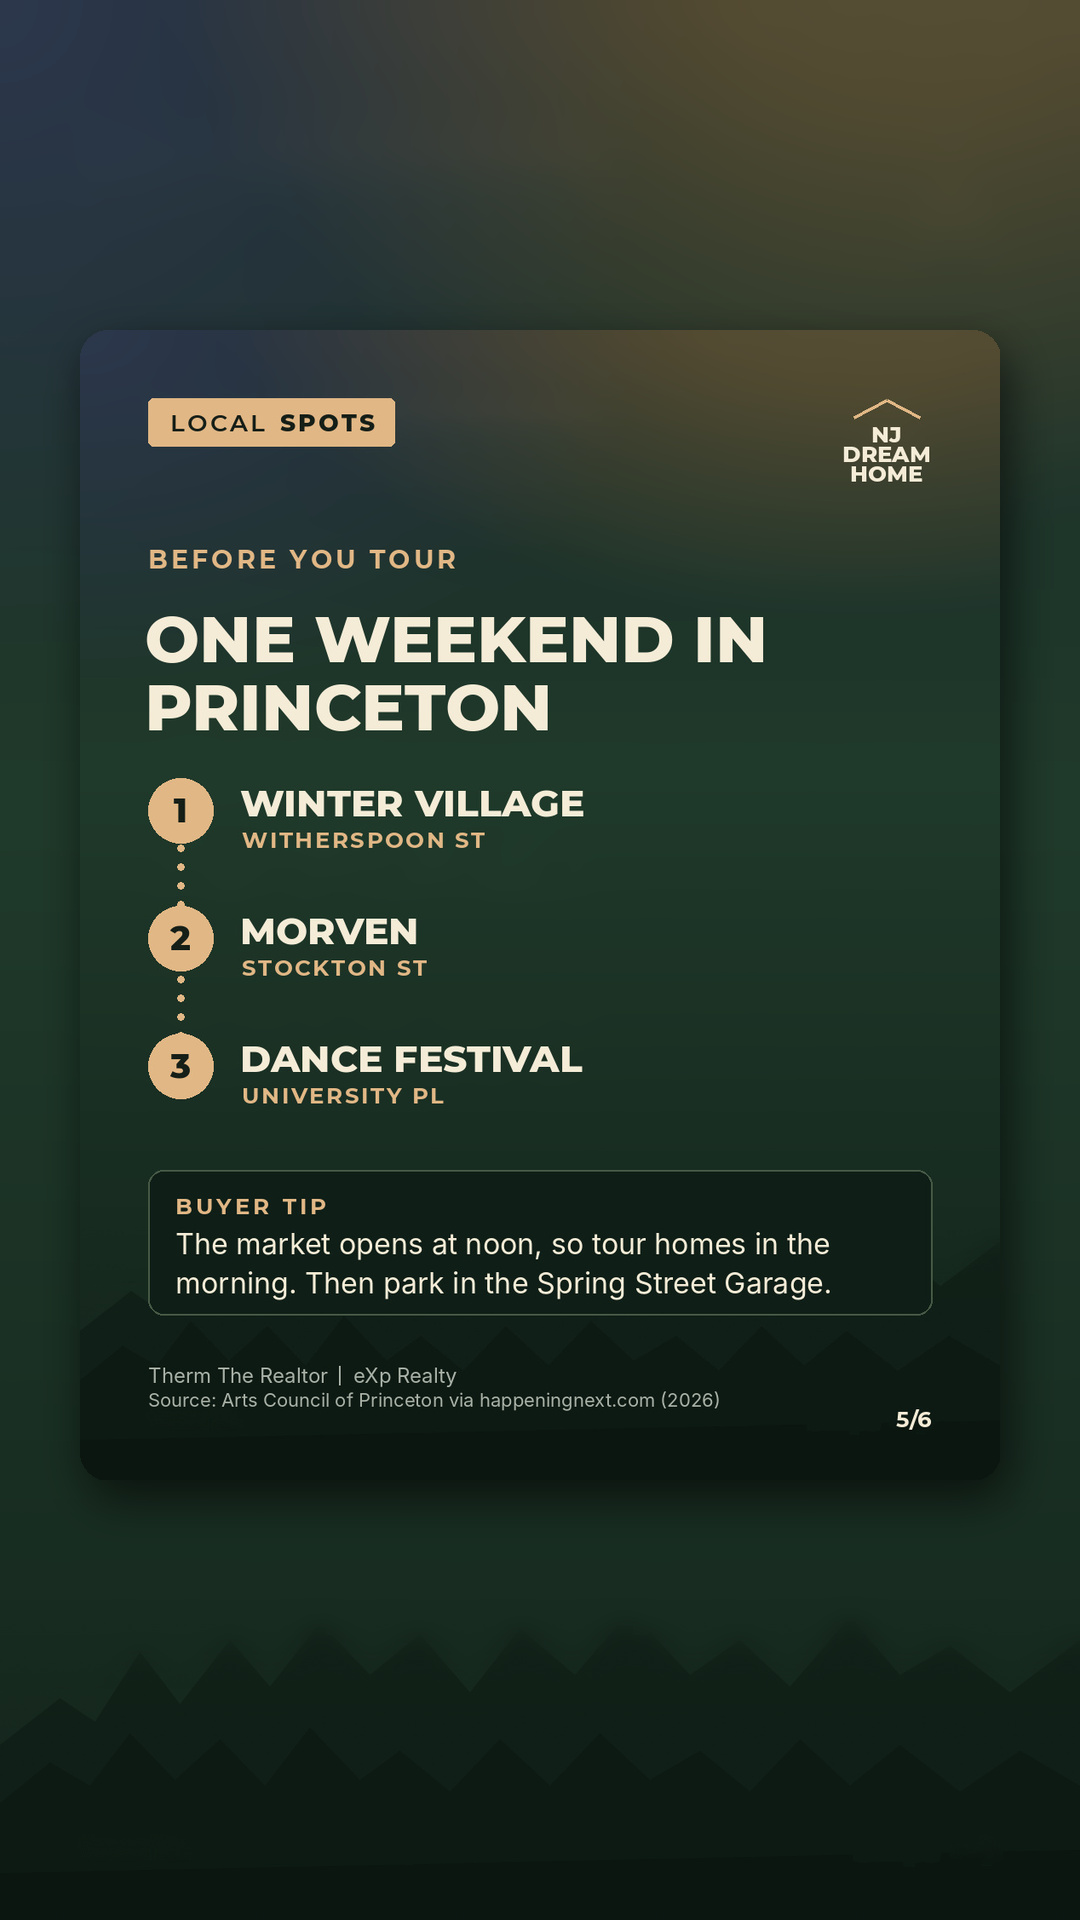 LOCAL SPOTS
NJ
DREAM
HOME
BEFORE YOU TOUR
ONE WEEKEND IN
PRINCETON
1
WINTER VILLAGE
WITHERSPOON ST
2
MORVEN
STOCKTON ST
3
DANCE FESTIVAL
UNIVERSITY PL
BUYER TIP
The market opens at noon, so tour homes in the
morning. Then park in the Spring Street Garage.
Therm The Realtor | eXp Realty
Source: Arts Council of Princeton via happeningnext.com (2026)
5/6